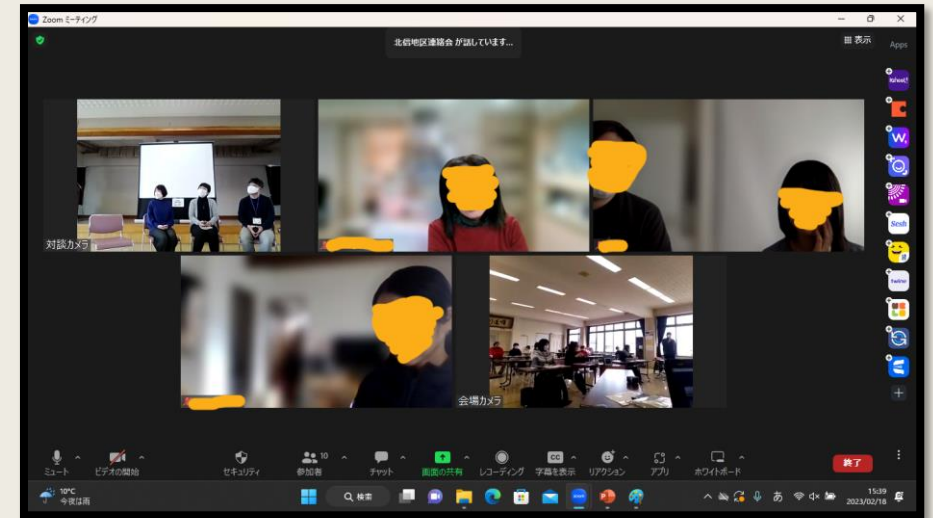 Zoom ミーティング
北信地区連絡会 が話しています...
表示
Apps
Kahoot!
W
Sesh
twine
対談カメラ
会場カメラ
ミュート
ビデオの開始
セキュリティ
10
参加者
チャット
画面の共有
レコーディング
CC
字幕を表示
リアクション
アプリ
ホワイトボード
終了
10°C
今夜は雨
検索
あ
15:39
2023/02/18